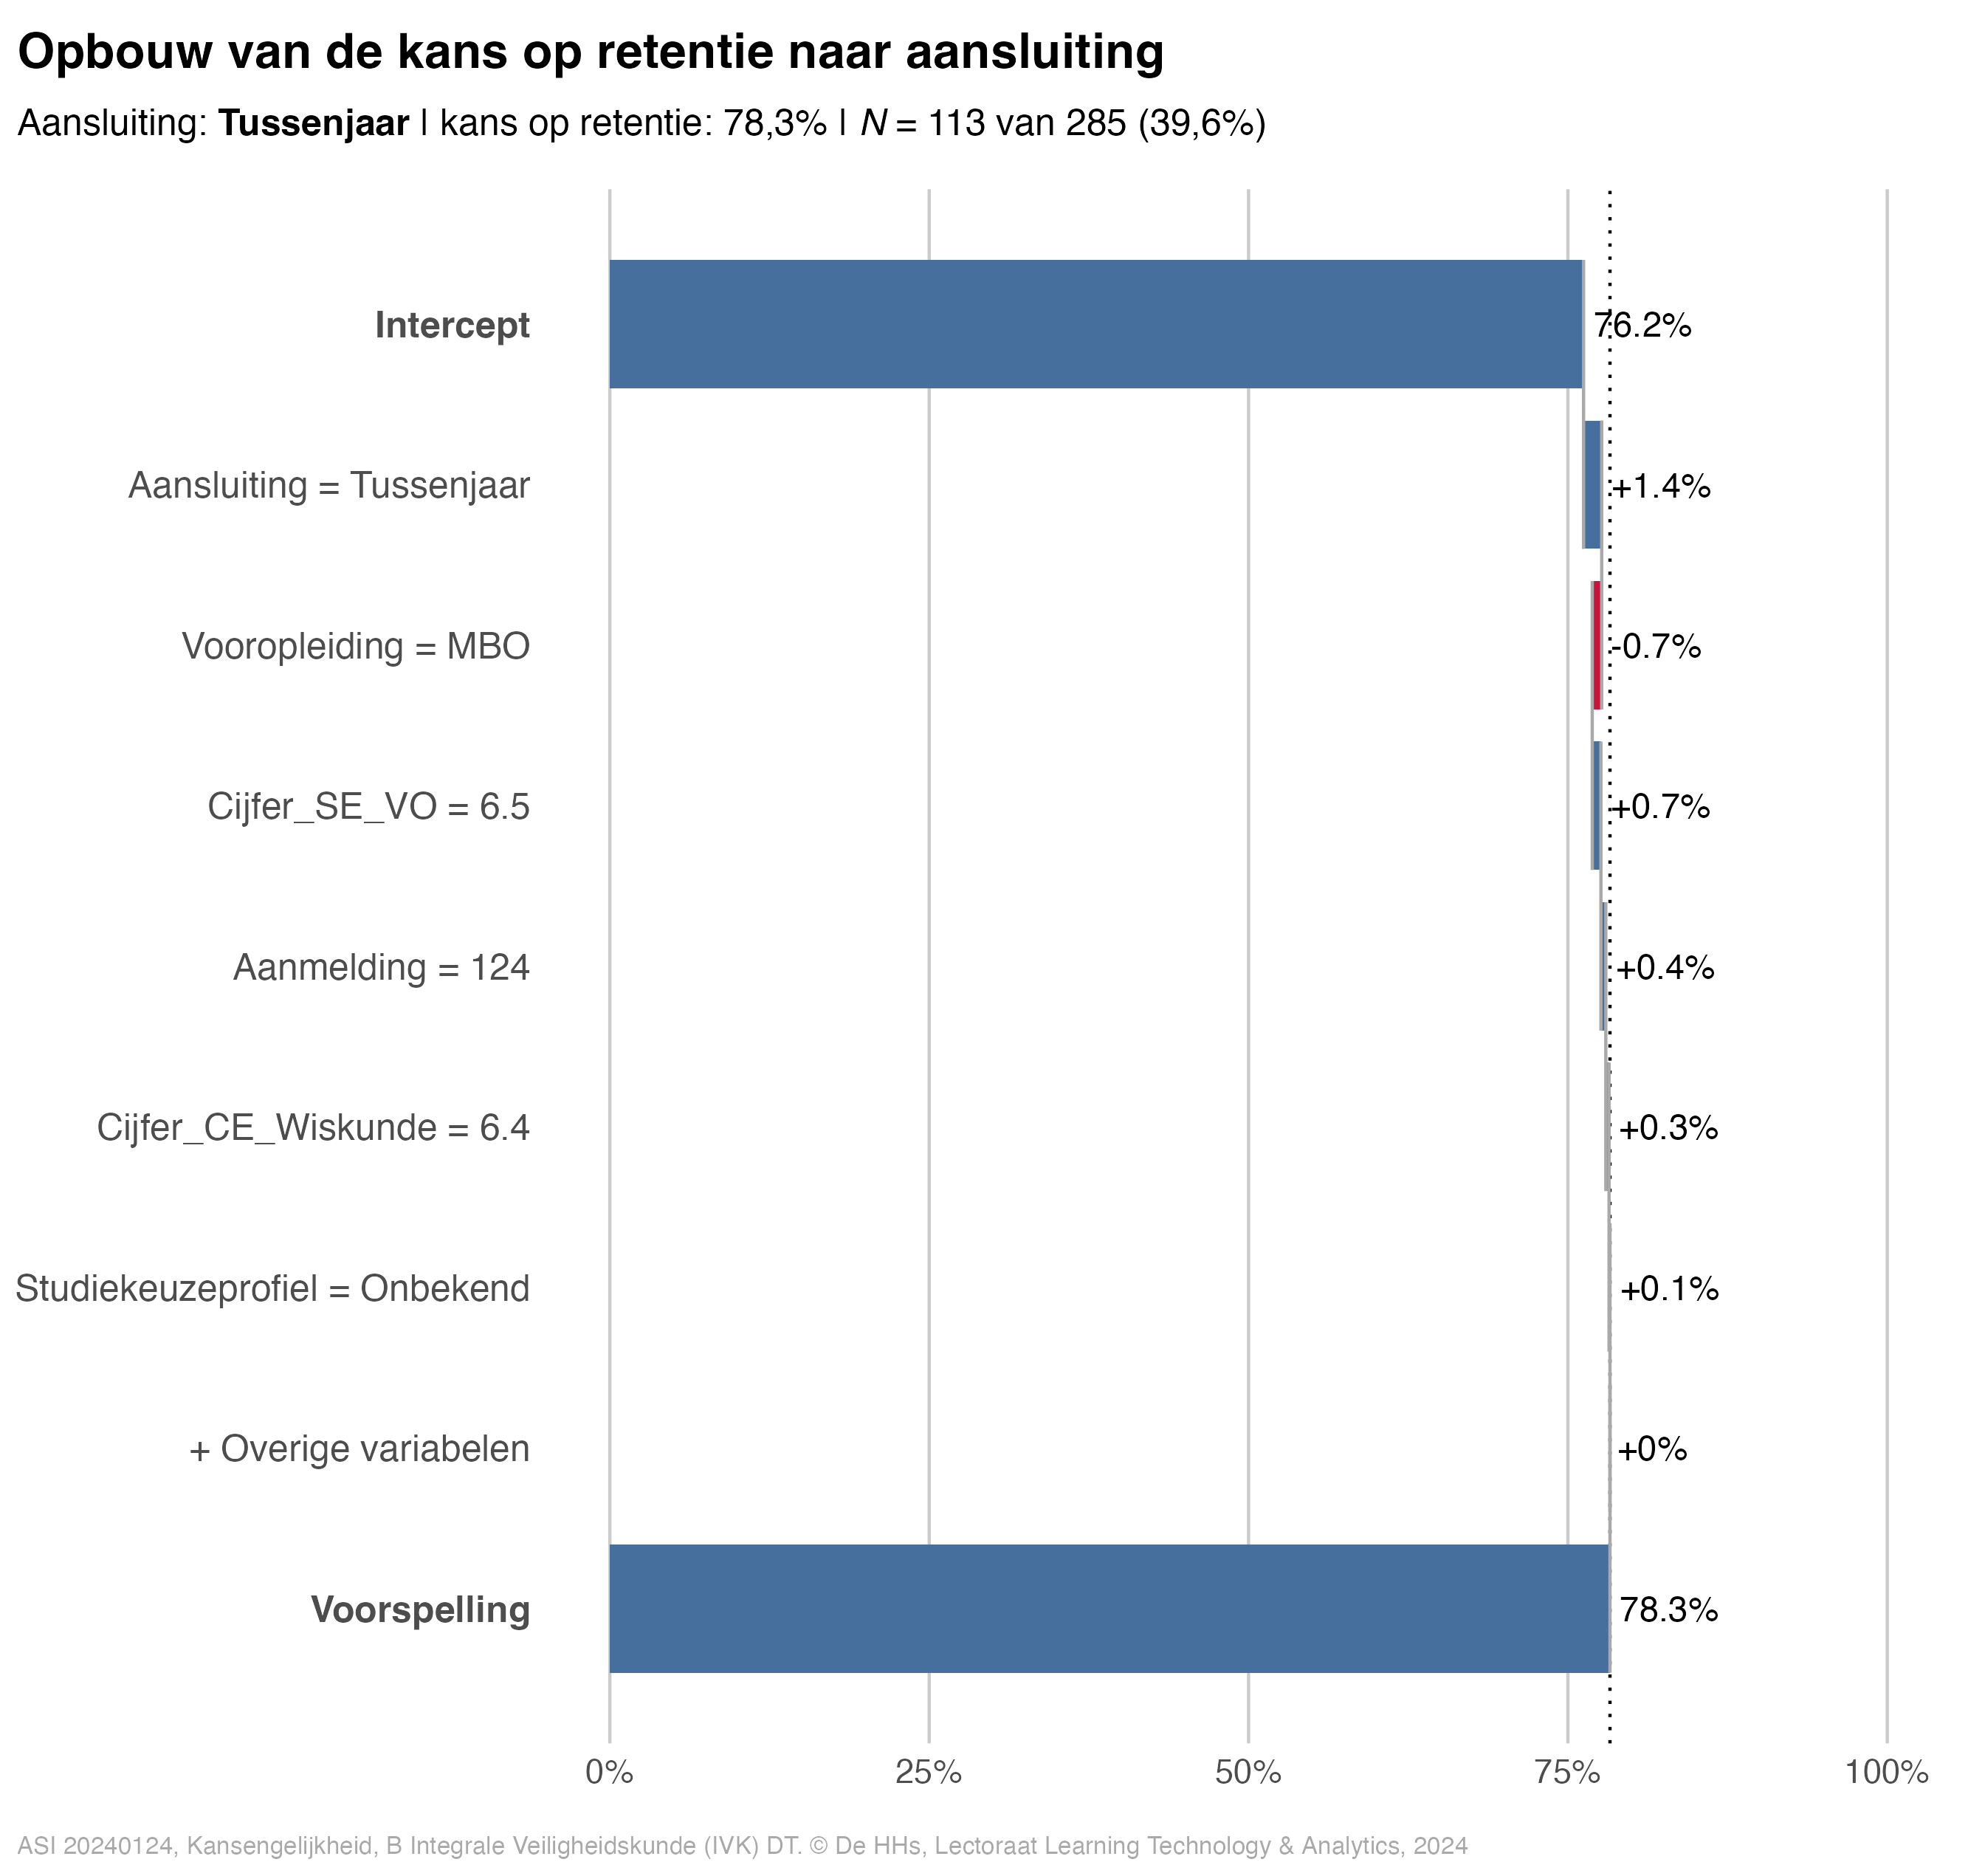 Opbouw van de kans op retentie naar aansluiting
Aansluiting: Tussenjaar | kans op retentie: 78,3% | N = 113 van 285 (39,6%)
Intercept
76.2%
Aansluiting = Tussenjaar
+1.4%
Vooropleiding = MBO
-0.7%
Cijfer_SE_VO = 6.5
+0.7%
Aanmelding = 124
+0.4%
Cijfer_CE_Wiskunde = 6.4
+0.3%
Studiekeuzeprofiel = Onbekend
+0.1%
+ Overige variabelen
+0%
Voorspelling
78.3%
0% 25% 50% 75% 100%
ASI 20240124, Kansengelijkheid, B Integrale Veiligheidskunde (IVK) DT. © De HHs, Lectoraat Learning Technology & Analytics, 2024